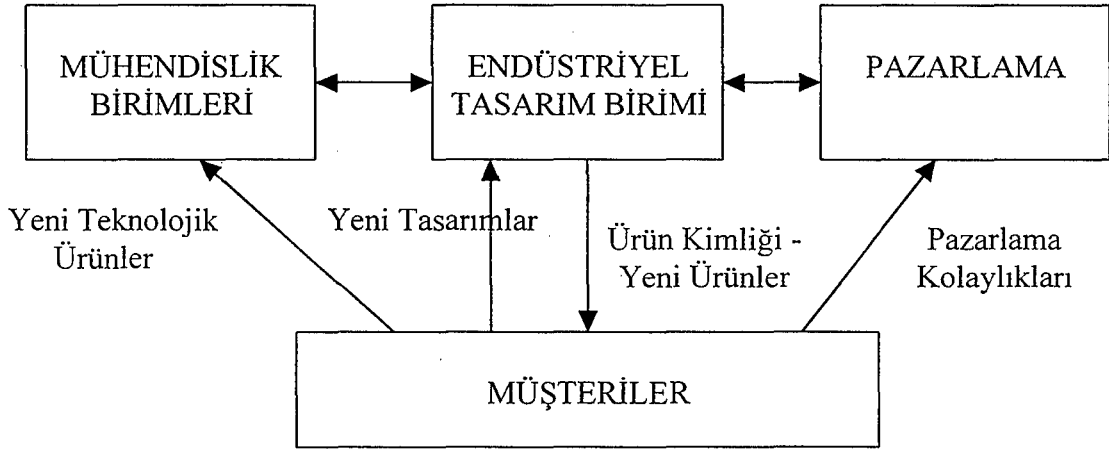 MÜHENDİSLİK
BİRİMLERİ
ENDÜSTRİYEL
TASARIM BİRİMİ
PAZARLAMA
Yeni Teknolojik
Ürünler
Yeni Tasarımlar
Ürün Kimliği -
Yeni Ürünler
Pazarlama
Kolaylıkları
MÜŞTERİLER